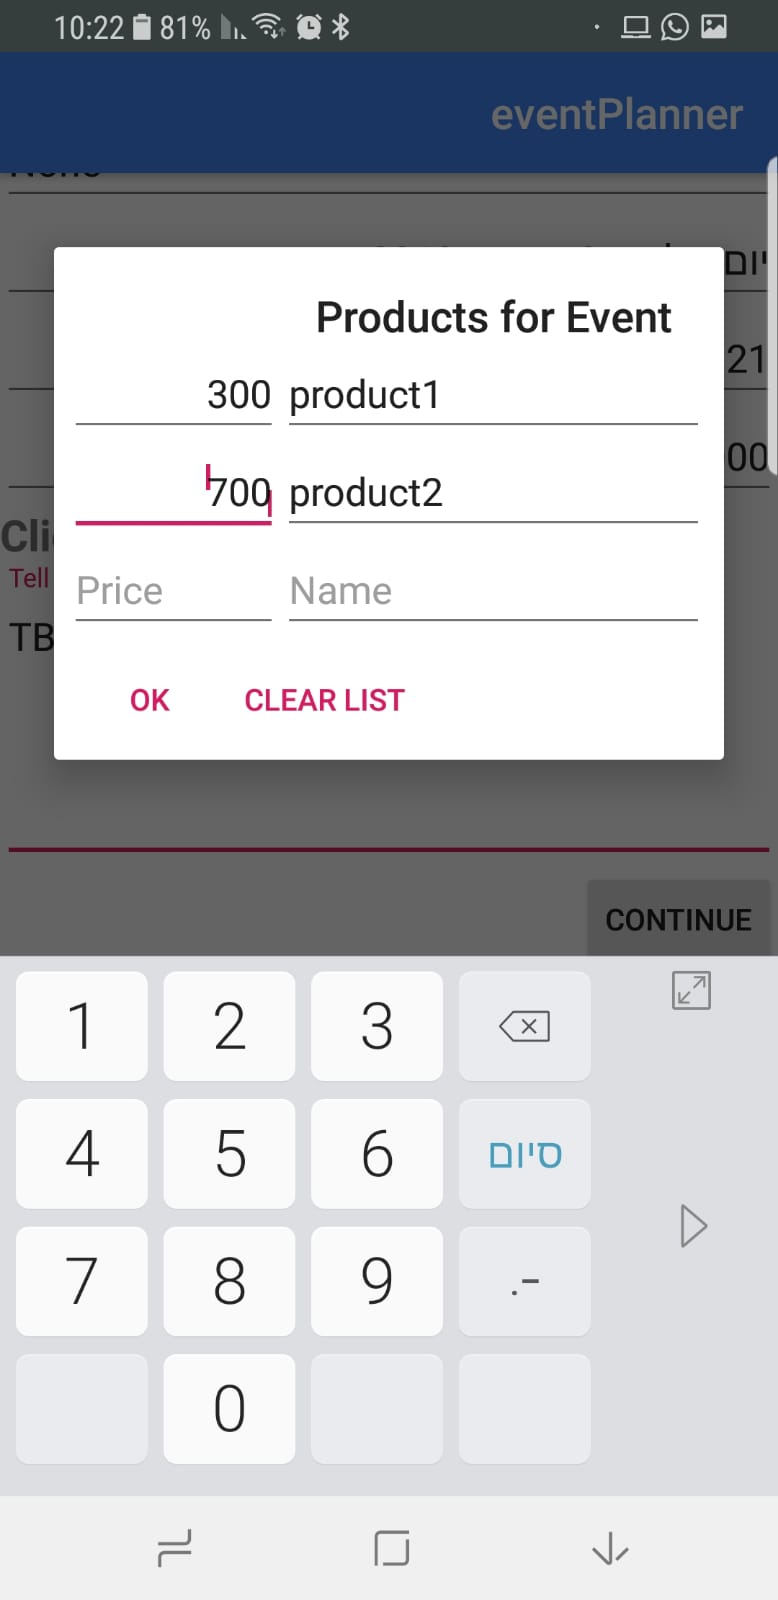 10:22 81%
eventPlanner
יום
21
00
Products for Event
300 product1
700 product2
Price Name
Cli
Tell
TB
OK CLEAR LIST
CONTINUE
1 2 3
4 5 6 סיום
7 8 9 .-
0